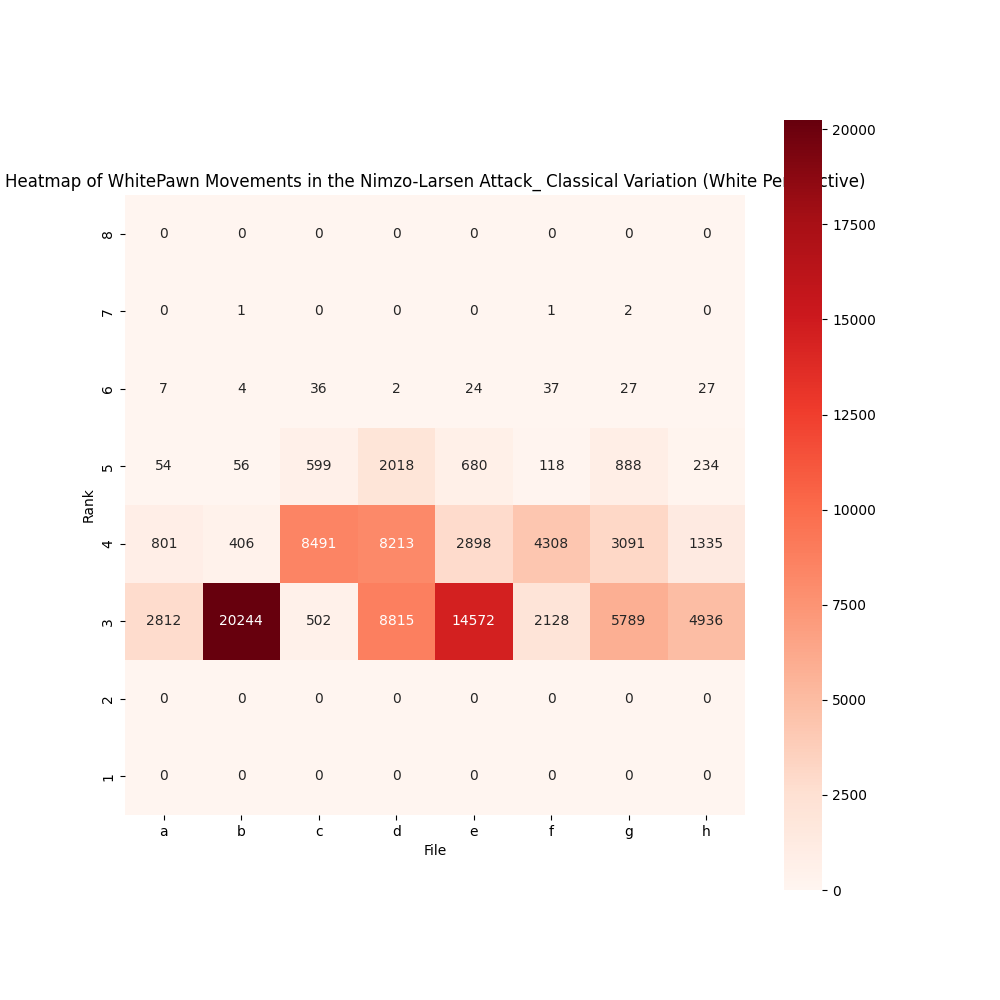 Heatmap of WhitePawn Movements in the Nimzo-Larsen Attack_ Classical Variation (White Pe ctive)
8 0 0 0 0 0 0 0 0
7 0 1 0 0 0 1 2 0
6 7 4 36 2 24 37 27 27
5 54 56 599 2018 680 118 888 234
4 801 406 8491 8213 2898 4308 3091 1335
3 2812 20244 502 8815 14572 2128 5789 4936
2 0 0 0 0 0 0 0 0
1 0 0 0 0 0 0 0 0
a b c d e f g h
File
Rank
20000
17500
15000
12500
10000
7500
5000
2500
0